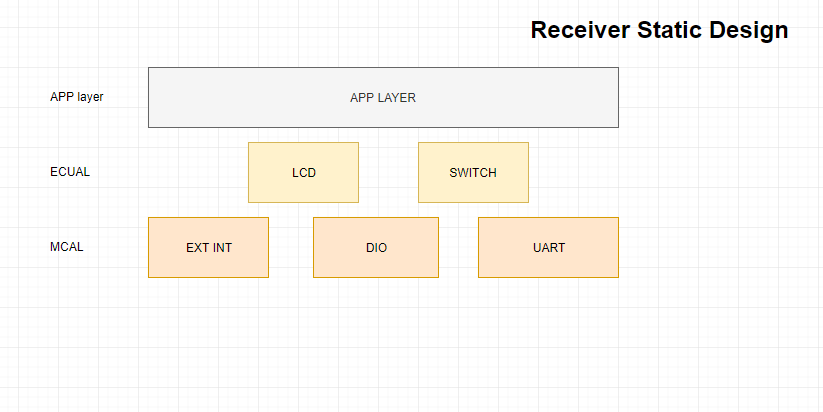 Receiver Static Design
APP layer
APP LAYER
ECUAL
LCD
SWITCH
MCAL
EXT INT
DIO
UART